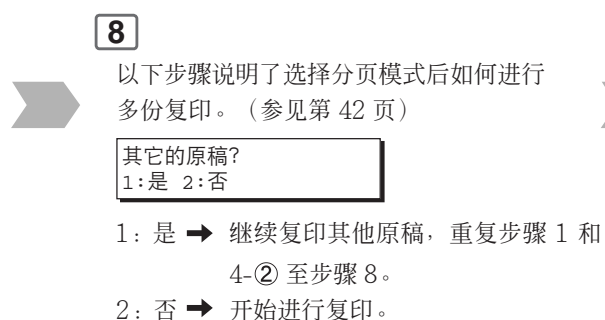 8
以下步骤说明了选择分页模式后如何进行
多份复印。（参见第 42 页）
其它的原稿?
1:是 2:否
1：是 ➡ 继续复印其他原稿，重复步骤 1 和
4-② 至步骤 8。
2：否 ➡ 开始进行复印。